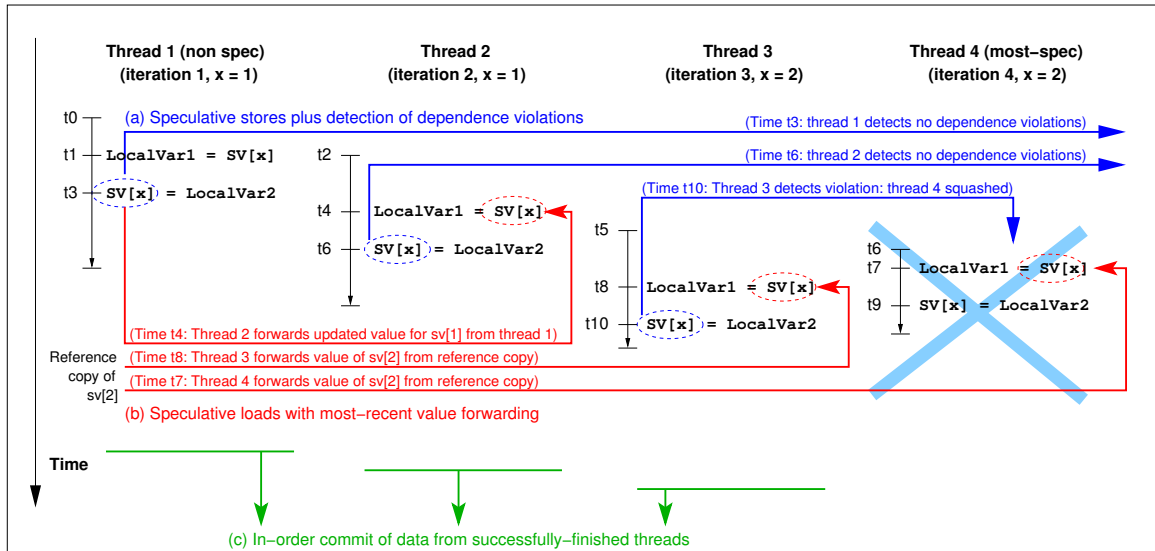 Thread 1 (non spec)
(iteration 1, x = 1)
Thread 2
(iteration 2, x = 1)
Thread 3
(iteration 3, x = 2)
Thread 4 (most−spec)
(iteration 4, x = 2)
(a) Speculative stores plus detection of dependence violations
(Time t3: thread 1 detects no dependence violations)
(Time t6: thread 2 detects no dependence violations)
(Time t10: Thread 3 detects violation: thread 4 squashed)
t0
t1
LocalVar1 = SV[x]
t3
SV[x] = LocalVar2
t2
t4
LocalVar1 = SV[x]
t6
SV[x] = LocalVar2
t5
t8
LocalVar1 = SV[x]
t10
SV[x] = LocalVar2
t6
t7
LocalVar1 = SV[x]
t9
SV[x] = LocalVar2
(Time t4: Thread 2 forwards updated value for sv[1] from thread 1)
Reference
copy of
sv[2]
(Time t8: Thread 3 forwards value of sv[2] from reference copy)
(Time t7: Thread 4 forwards value of sv[2] from reference copy)
(b) Speculative loads with most−recent value forwarding
Time
(c) In−order commit of data from successfully−finished threads